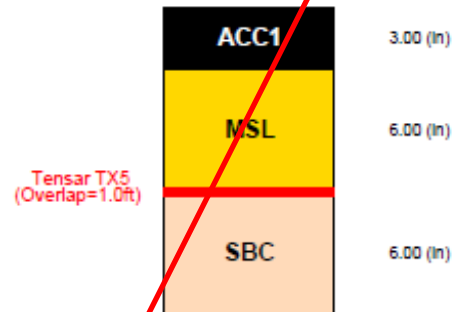 ACC1 3.00 (in)
MSL 6.00 (in)
Tensar TX5
(Overlap=1.0ft)
SBC 6.00 (in)